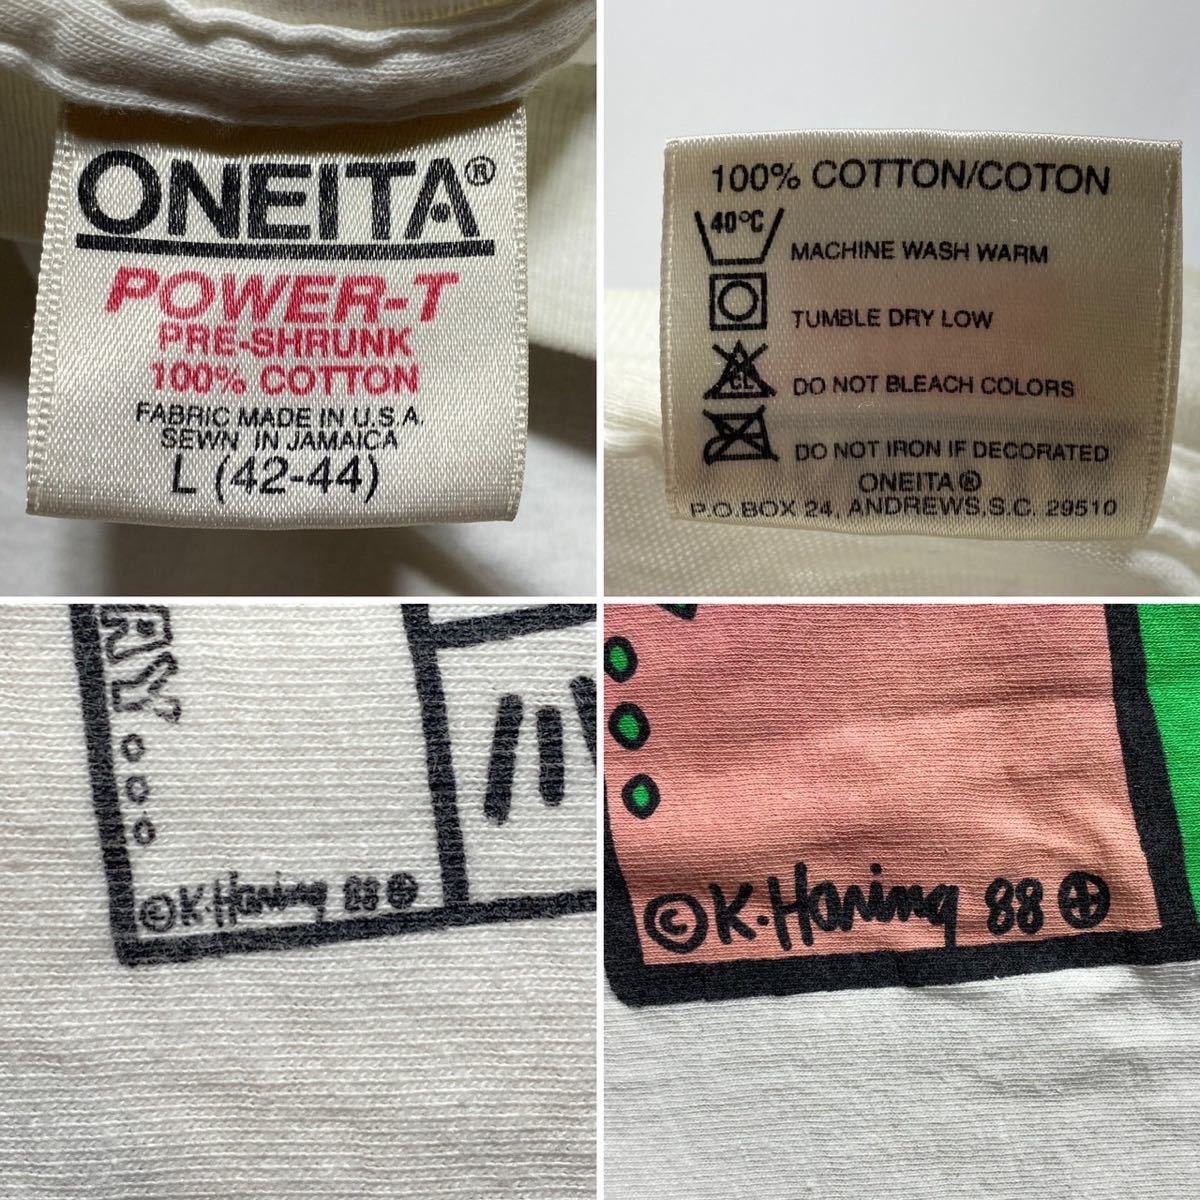 ONEITA®
POWER-T
PRE-SHRUNK
100% COTTON
FABRIC MADE IN U.S.A.
SEWN IN JAMAICA
L (42-44)
100% COTTON/COTON
40°C
MACHINE WASH WARM
TUMBLE DRY LOW
CL
DO NOT BLEACH COLORS
DO NOT IRON IF DECORATED
ONEITA®
P.O.BOX 24, ANDREWS,S.C. 29510
RLY
© K.Haring 88
© K.Haring 88